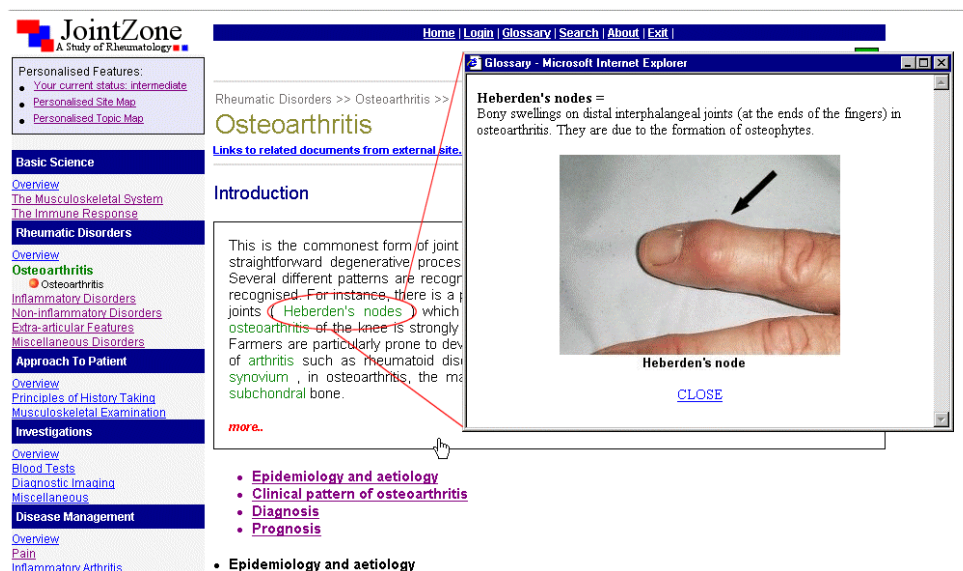 JointZone
A Study of Rheumatology
Home | Login | Glossary | Search | About | Exit |
Personalised Features:
Your current status: intermediate
Personalised Site Map
Personalised Topic Map
Basic Science
Overview
The Musculoskeletal System
The Immune Response
Rheumatic Disorders
Overview
Osteoarthritis
Osteoarthritis
Inflammatory Disorders
Non-inflammatory Disorders
Extra-articular Features
Miscellaneous Disorders
Approach To Patient
Overview
Principles of History Taking
Musculoskeletal Examination
Investigations
Overview
Blood Tests
Diagnostic Imaging
Miscellaneous
Disease Management
Overview
Pain
Inflammatory Arthritis
Rheumatic Disorders >> Osteoarthritis >>
Osteoarthritis
Links to related documents from external site.
Introduction
This is the commonest form of joint
straightforward degenerative proces
Several different patterns are recogn
recognised. For instance, there is a p
joints ( Heberden's nodes ) which
osteoarthritis of the knee is strongly
Farmers are particularly prone to dev
of arthritis such as rheumatoid dise
synovium , in osteoarthritis, the ma
subchondral bone.
more..
Epidemiology and aetiology
Clinical pattern of osteoarthritis
Diagnosis
Prognosis
Epidemiology and aetiology
Glossary - Microsoft Internet Explorer
Heberden's nodes =
Bony swellings on distal interphalangeal joints (at the ends of the fingers) in
osteoarthritis. They are due to the formation of osteophytes.
Heberden's node
CLOSE